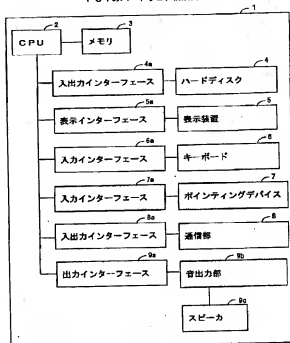 1
2
3
CPU
メモリ
4a
4
入出力インターフェース
ハードディスク
5a
5
表示インターフェース
表示装置
6a
6
入力インターフェース
キーボード
7a
7
入力インターフェース
ポインティングデバイス
8a
8
入出力インターフェース
通信部
9a
9b
出力インターフェース
音出力部
9c
スピーカ